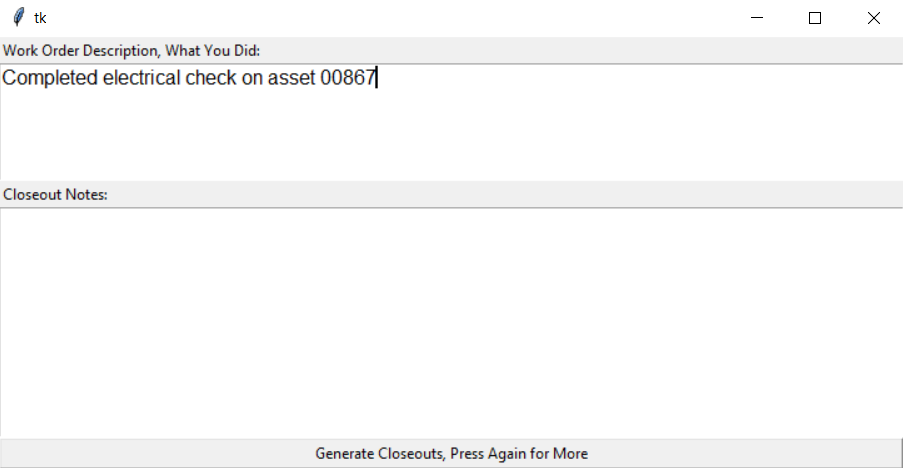 tk
Work Order Description, What You Did:
Completed electrical check on asset 00867
Closeout Notes:
Generate Closeouts, Press Again for More